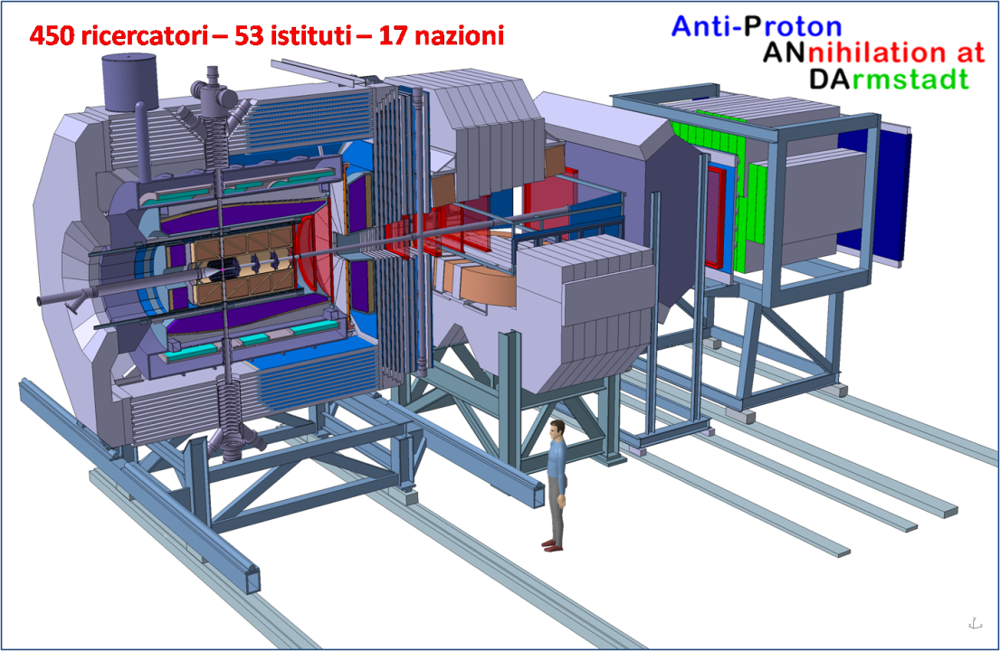 450 ricercatori – 53 istituti – 17 nazioni
Anti-Proton
ANnihilation at
DArmstadt